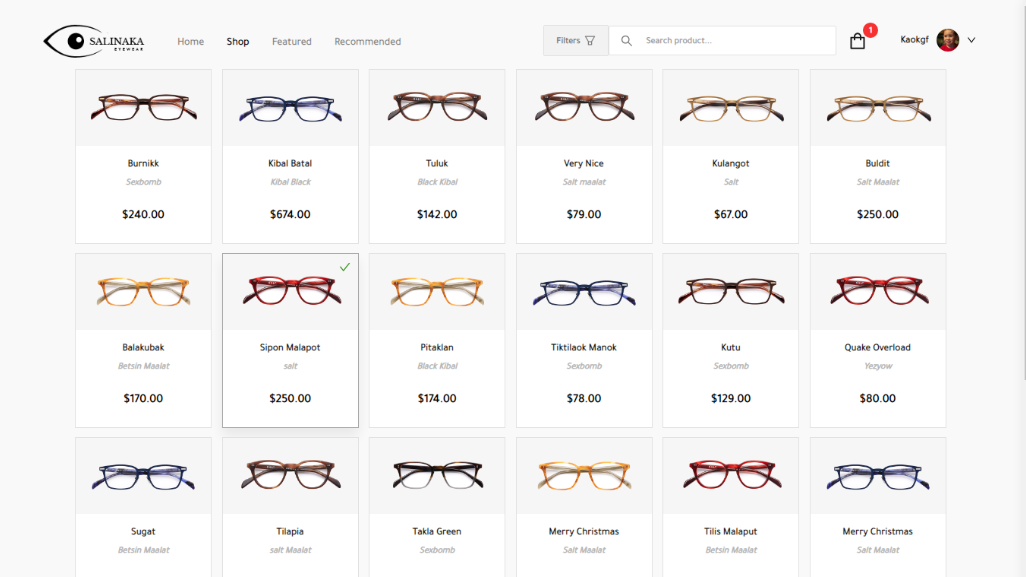 SALINAKA
EYEWEAR
Home
Shop
Featured
Recommended
Filters
Search product...
1
Kaokgf
Burnikk
Sexbomb
$240.00
Kibal Batal
Kibal Black
$674.00
Tuluk
Black Kibal
$142.00
Very Nice
Salt maalat
$79.00
Kulangot
Salt
$67.00
Buldit
Salt Maalat
$250.00
Balakubak
Betsin Maalat
$170.00
Sipon Malapot
salt
$250.00
Pitaklan
Black Kibal
$174.00
Tiktilaok Manok
Sexbomb
$78.00
Kutu
Sexbomb
$129.00
Quake Overload
Yezyow
$80.00
Sugat
Betsin Maalat
Tilapia
salt Maalat
Takla Green
Sexbomb
Merry Christmas
Salt Maalat
Tilis Malaput
Betsin Maalat
Merry Christmas
Salt Maalat